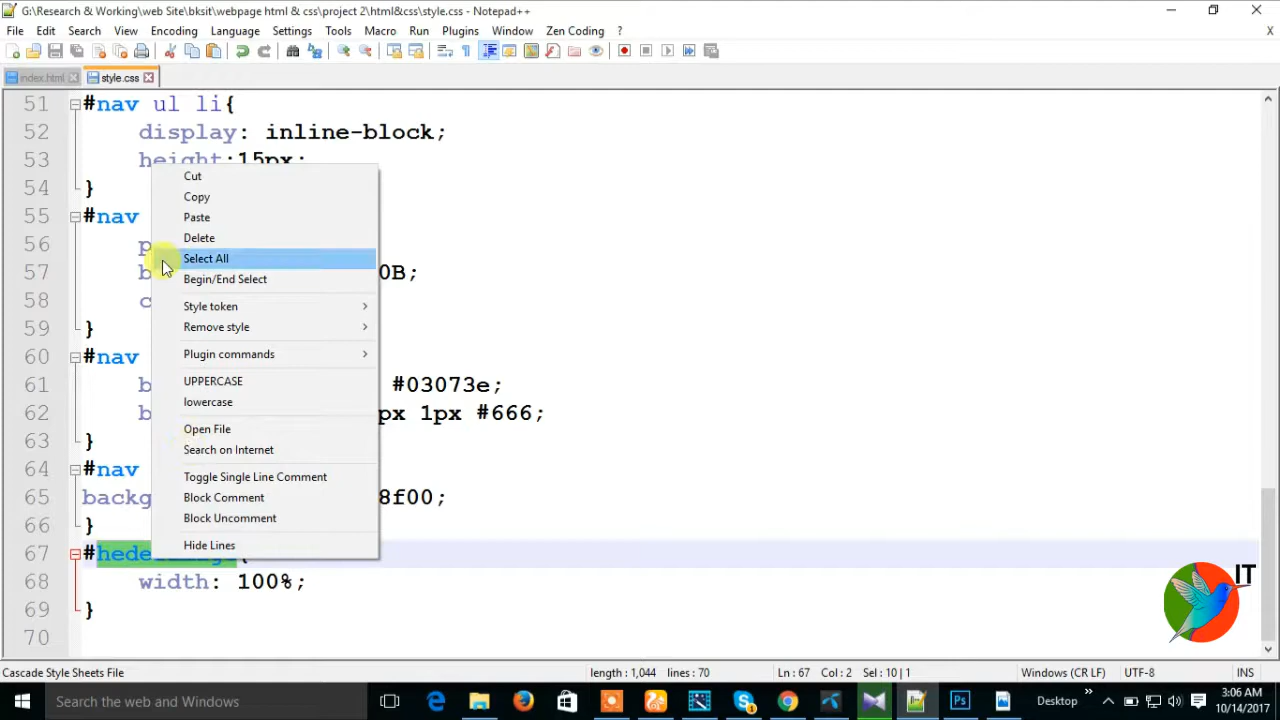 G:\Research & Working\web Site\bksit\webpage html & css\project 2\html&css\style.css - Notepad++
File Edit Search View Encoding Language Settings Tools Macro Run Plugins Window Zen Coding ?
X
index.html style.css
51 #nav ul li{
52 display: inline-block;
53 height:15px;
54 }
55 #nav
56 p
57 b 0B;
58 c
59 }
60 #nav
61 b #03073e;
62 b px 1px #666;
63 }
64 #nav
65 backg 8f00;
66 }
67 #hede {
68 width: 100%;
69 }
70
Cut
Copy
Paste
Delete
Select All
Begin/End Select
Style token
Remove style
Plugin commands
UPPERCASE
lowercase
Open File
Search on Internet
Toggle Single Line Comment
Block Comment
Block Uncomment
Hide Lines
IT
Cascade Style Sheets File length : 1,044 lines : 70 Ln : 67 Col : 2 Sel : 10 | 1 Windows (CR LF) UTF-8 INS
Search the web and Windows
Desktop
3:06 AM
10/14/2017